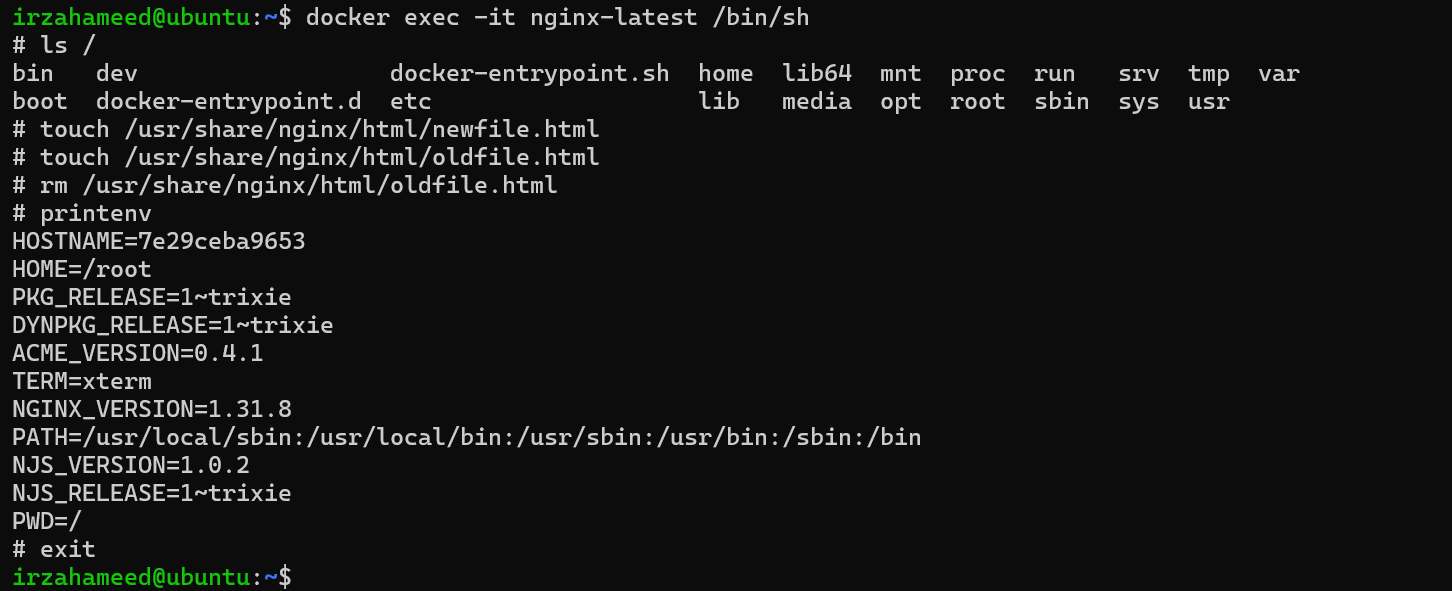 irzahameed@ubuntu:~$ docker exec -it nginx-latest /bin/sh
# ls /
bin   dev                  docker-entrypoint.sh  home  lib64  mnt  proc  run   srv  tmp  var
boot  docker-entrypoint.d  etc                   lib   media  opt  root  sbin  sys  usr
# touch /usr/share/nginx/html/newfile.html
# touch /usr/share/nginx/html/oldfile.html
# rm /usr/share/nginx/html/oldfile.html
# printenv
HOSTNAME=7e29ceba9653
HOME=/root
PKG_RELEASE=1~trixie
DYNPKG_RELEASE=1~trixie
ACME_VERSION=0.4.1
TERM=xterm
NGINX_VERSION=1.31.8
PATH=/usr/local/sbin:/usr/local/bin:/usr/sbin:/usr/bin:/sbin:/bin
NJS_VERSION=1.0.2
NJS_RELEASE=1~trixie
PWD=/
# exit
irzahameed@ubuntu:~$